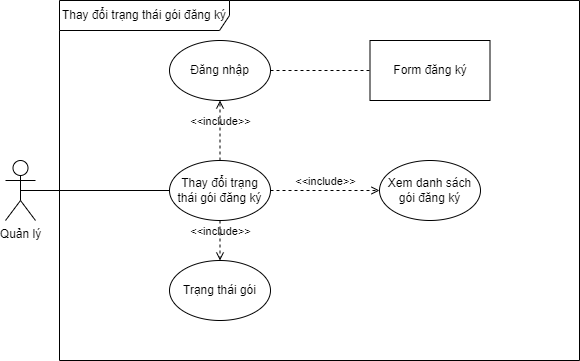 Thay đổi trạng thái gói đăng ký
Đăng nhập
Form đăng ký
<<include>>
Thay đổi trạng
thái gói đăng ký
<<include>>
Xem danh sách
gói đăng ký
Quản lý
<<include>>
Trạng thái gói